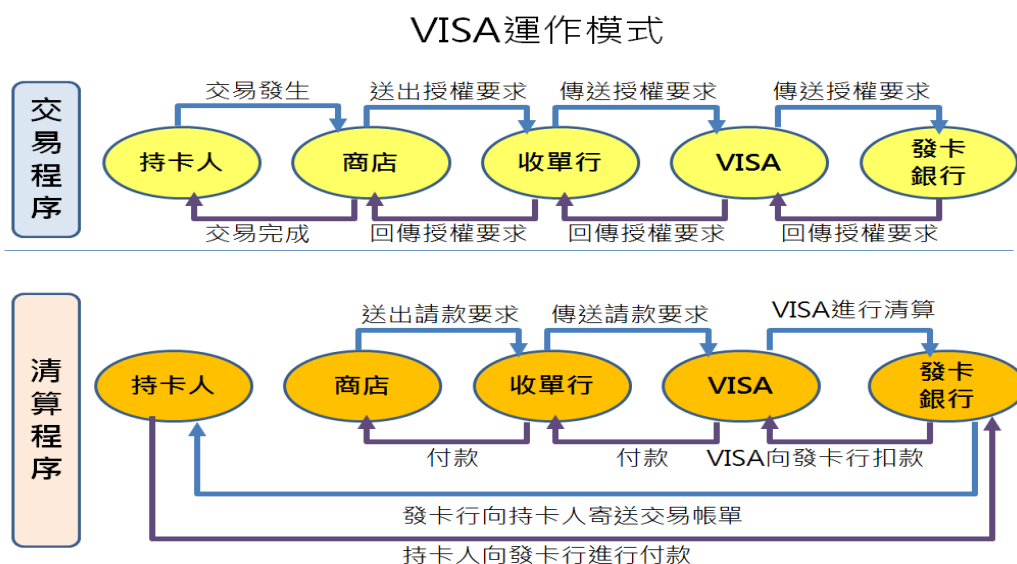 VISA運作模式
交易程序
交易發生
送出授權要求
傳送授權要求
傳送授權要求
持卡人
商店
收單行
VISA
發卡
銀行
交易完成
回傳授權要求
回傳授權要求
回傳授權要求
清算程序
送出請款要求
傳送請款要求
VISA進行清算
持卡人
商店
收單行
VISA
發卡
銀行
付款
付款
VISA向發卡行扣款
發卡行向持卡人寄送交易帳單
持卡人向發卡行進行付款